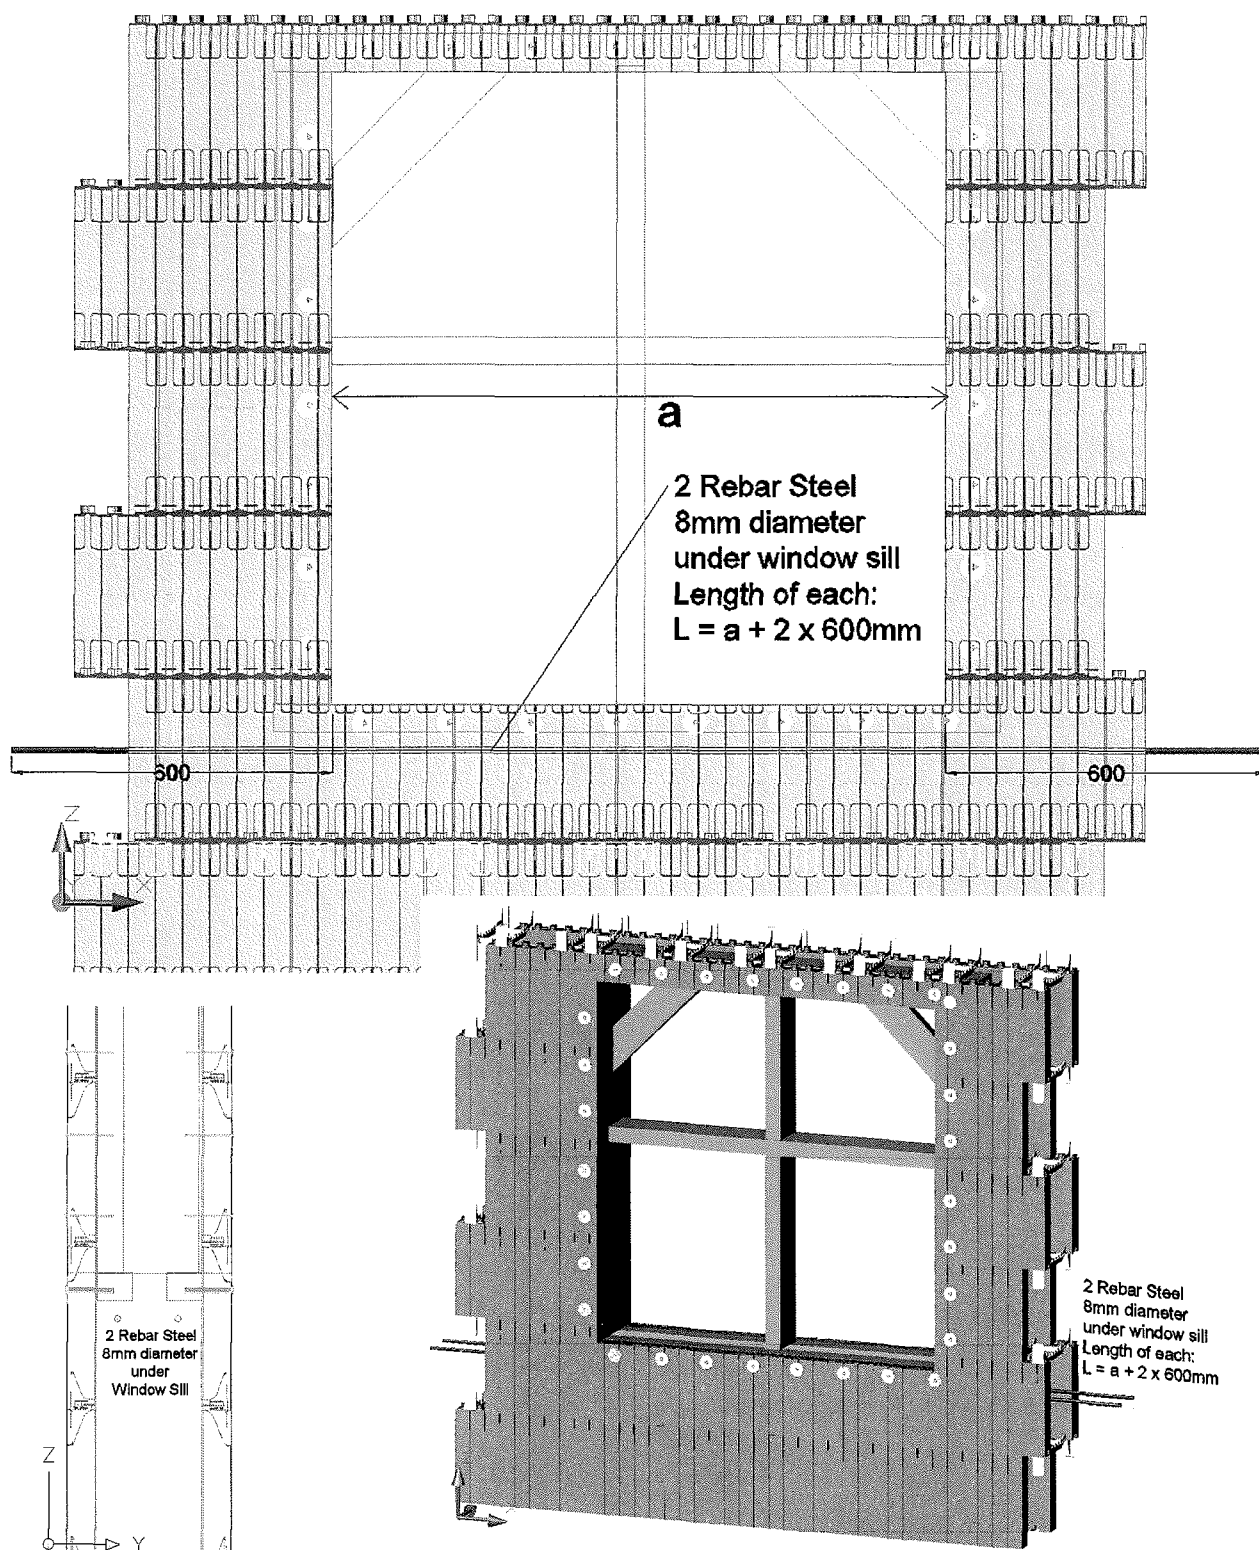 a
2 Rebar Steel
8mm diameter
under window sill
Length of each:
L = a + 2 x 600mm
600
600
Z
X
2 Rebar Steel
8mm diameter
under
Window Sill
Z
Y
2 Rebar Steel
8mm diameter
under window sill
Length of each:
L = a + 2 x 600mm